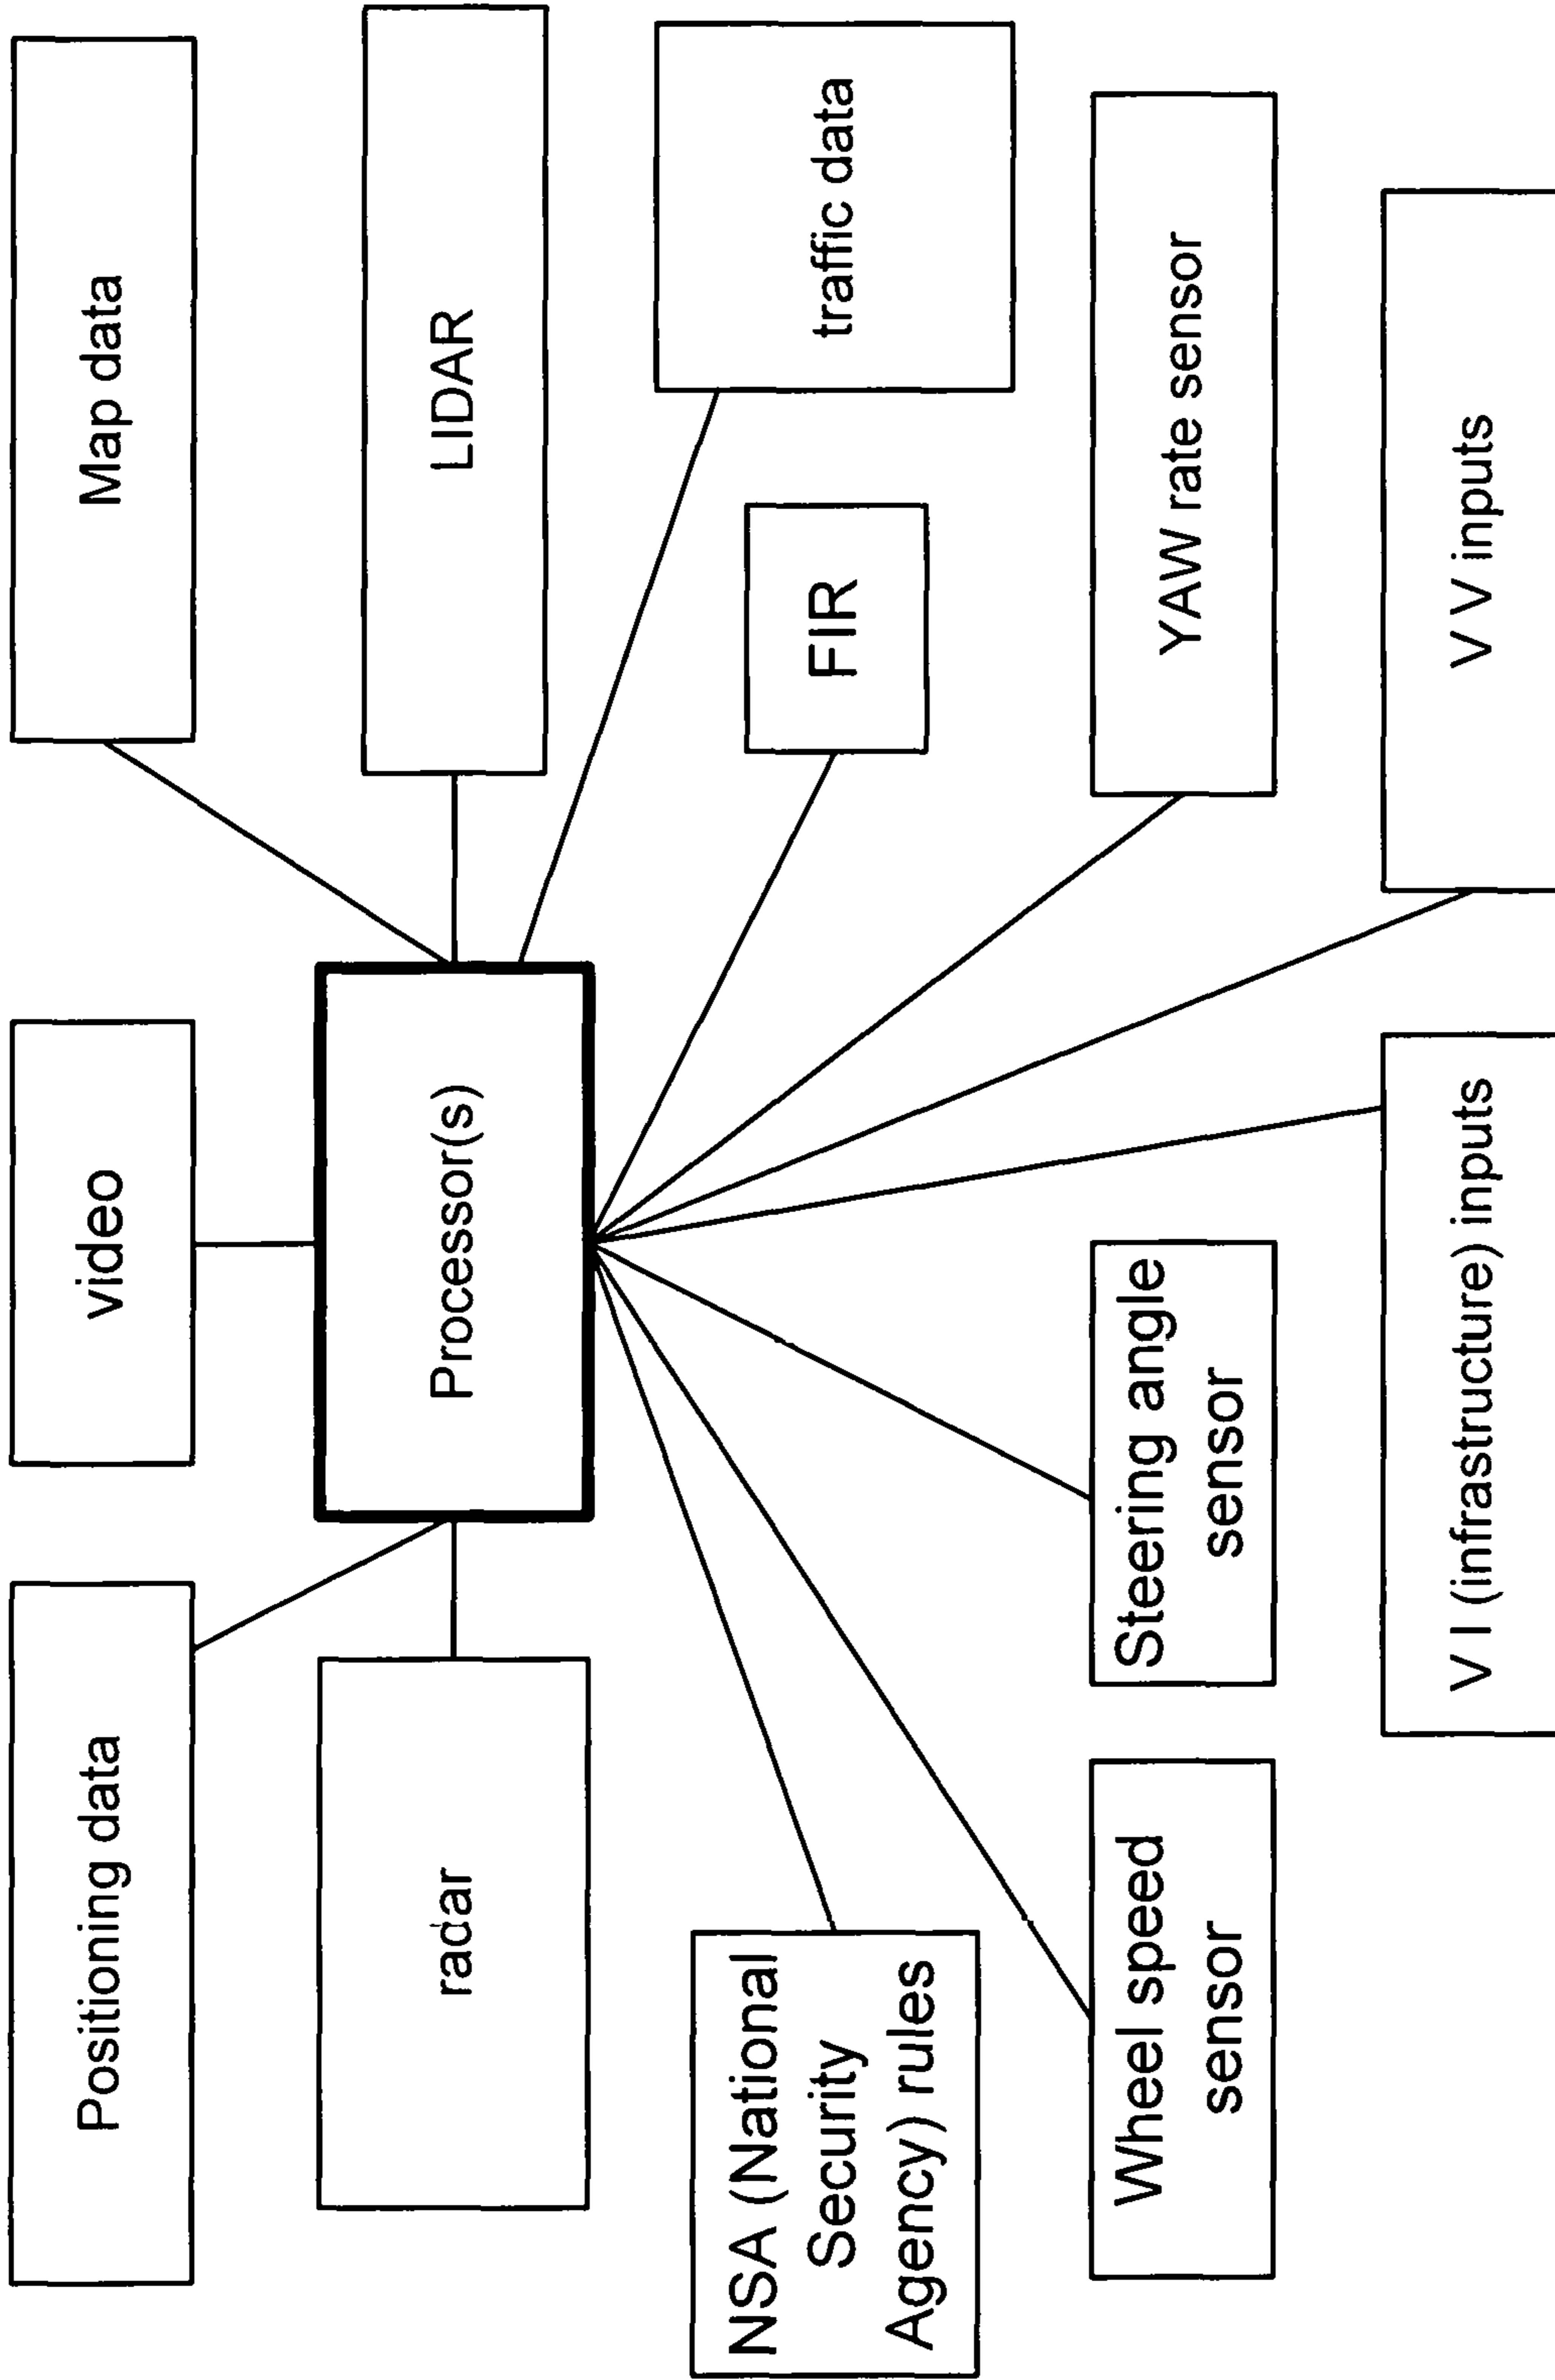 Positioning data
video
Map data
radar
Processor(s)
LIDAR
NSA (National
Security
Agency) rules
FIR
traffic data
Wheel speed
sensor
Steering angle
sensor
YAW rate sensor
V I (infrastructure) inputs
V V inputs